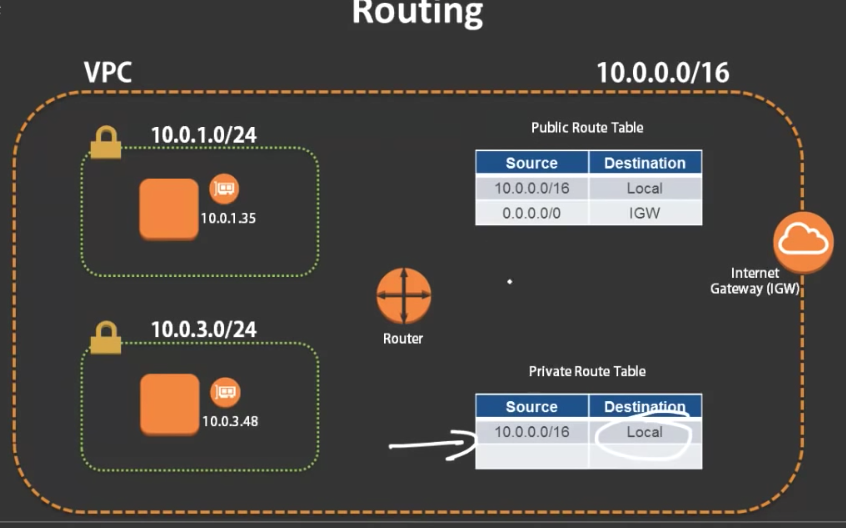 Routing
VPC
10.0.0.0/16
10.0.1.0/24
10.0.1.35
Public Route Table
Source Destination
10.0.0.0/16 Local
0.0.0.0/0 IGW
Internet
Gateway (IGW)
Router
10.0.3.0/24
10.0.3.48
Private Route Table
Source Destination
10.0.0.0/16 Local